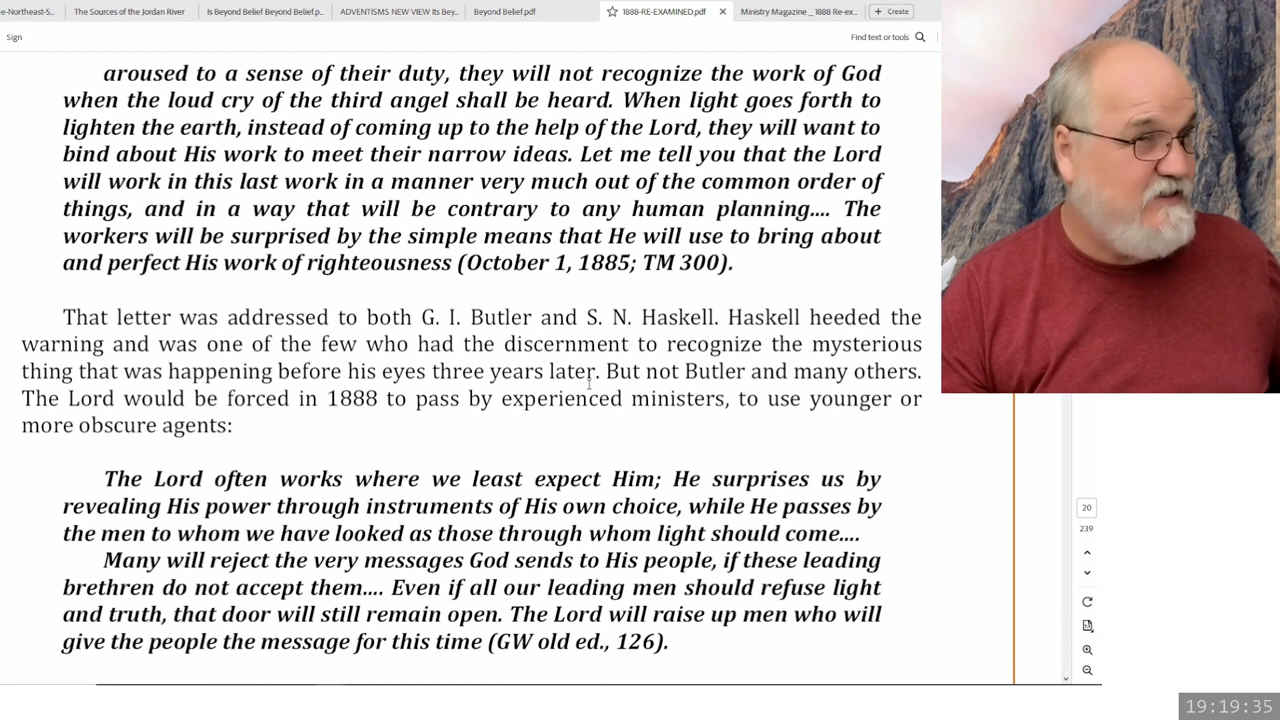 e-Northeast-S...
The Sources of the Jordan River
Is Beyond Belief Beyond Belief.p...
ADVENTISMS NEW VIEW Its Bey...
Beyond Belief.pdf
1888-RE-EXAMINED.pdf
Ministry Magazine _ 1888 Re-ex...
+ Create
Sign
Find text or tools
aroused to a sense of their duty, they will not recognize the work of God
when the loud cry of the third angel shall be heard. When light goes forth to
lighten the earth, instead of coming up to the help of the Lord, they will want to
bind about His work to meet their narrow ideas. Let me tell you that the Lord
will work in this last work in a manner very much out of the common order of
things, and in a way that will be contrary to any human planning.... The
workers will be surprised by the simple means that He will use to bring about
and perfect His work of righteousness (October 1, 1885; TM 300).
That letter was addressed to both G. I. Butler and S. N. Haskell. Haskell heeded the
warning and was one of the few who had the discernment to recognize the mysterious
thing that was happening before his eyes three years later. But not Butler and many others.
The Lord would be forced in 1888 to pass by experienced ministers, to use younger or
more obscure agents:
The Lord often works where we least expect Him; He surprises us by
revealing His power through instruments of His own choice, while He passes by
the men to whom we have looked as those through whom light should come....
Many will reject the very messages God sends to His people, if these leading
brethren do not accept them.... Even if all our leading men should refuse light
and truth, that door will still remain open. The Lord will raise up men who will
give the people the message for this time (GW old ed., 126).
20
239
19:19:35